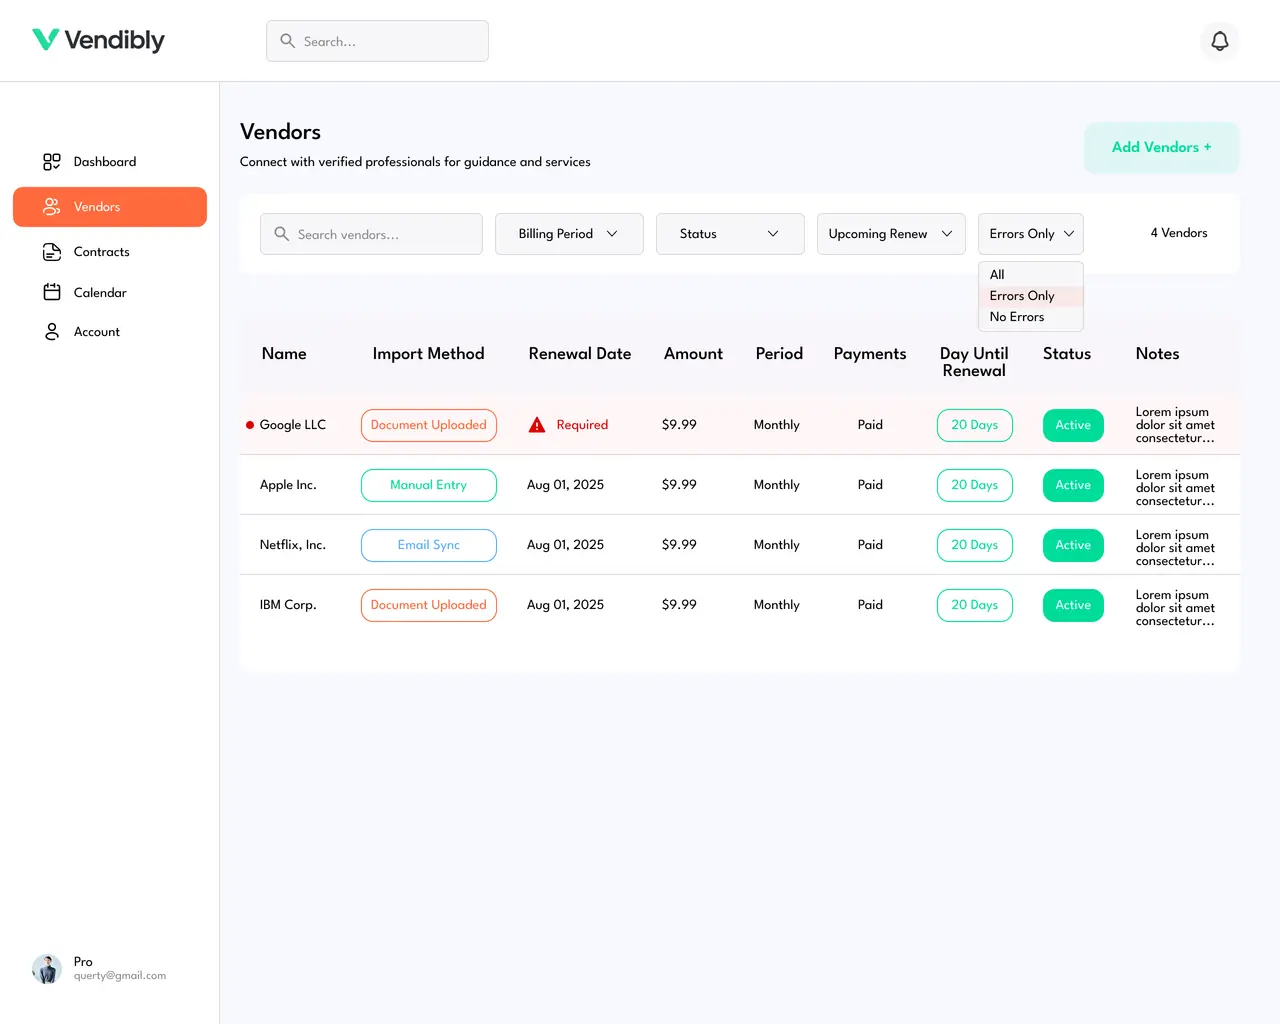 Vendibly
Search...
Dashboard
Vendors
Contracts
Calendar
Account
Vendors
Connect with verified professionals for guidance and services
Add Vendors +
Search vendors...
Billing Period
Status
Upcoming Renew
Errors Only
4 Vendors
All
Errors Only
No Errors
Name Import Method Renewal Date Amount Period Payments Day Until Renewal Status Notes
Google LLC Document Uploaded Required $9.99 Monthly Paid 20 Days Active
Lorem ipsum
dolor sit amet
consectetur...
Apple Inc. Manual Entry Aug 01, 2025 $9.99 Monthly Paid 20 Days Active
Lorem ipsum
dolor sit amet
consectetur...
Netflix, Inc. Email Sync Aug 01, 2025 $9.99 Monthly Paid 20 Days Active
Lorem ipsum
dolor sit amet
consectetur...
IBM Corp. Document Uploaded Aug 01, 2025 $9.99 Monthly Paid 20 Days Active
Lorem ipsum
dolor sit amet
consectetur...
Pro
querty@gmail.com